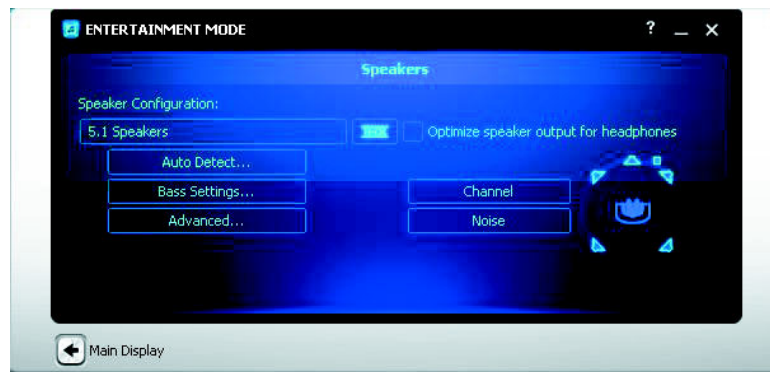 ENTERTAINMENT MODE ? _ ×
Speakers
Speaker Configuration:
5.1 Speakers
Optimize speaker output for headphones
Auto Detect...
Bass Settings...
Channel
Advanced...
Noise
Main Display